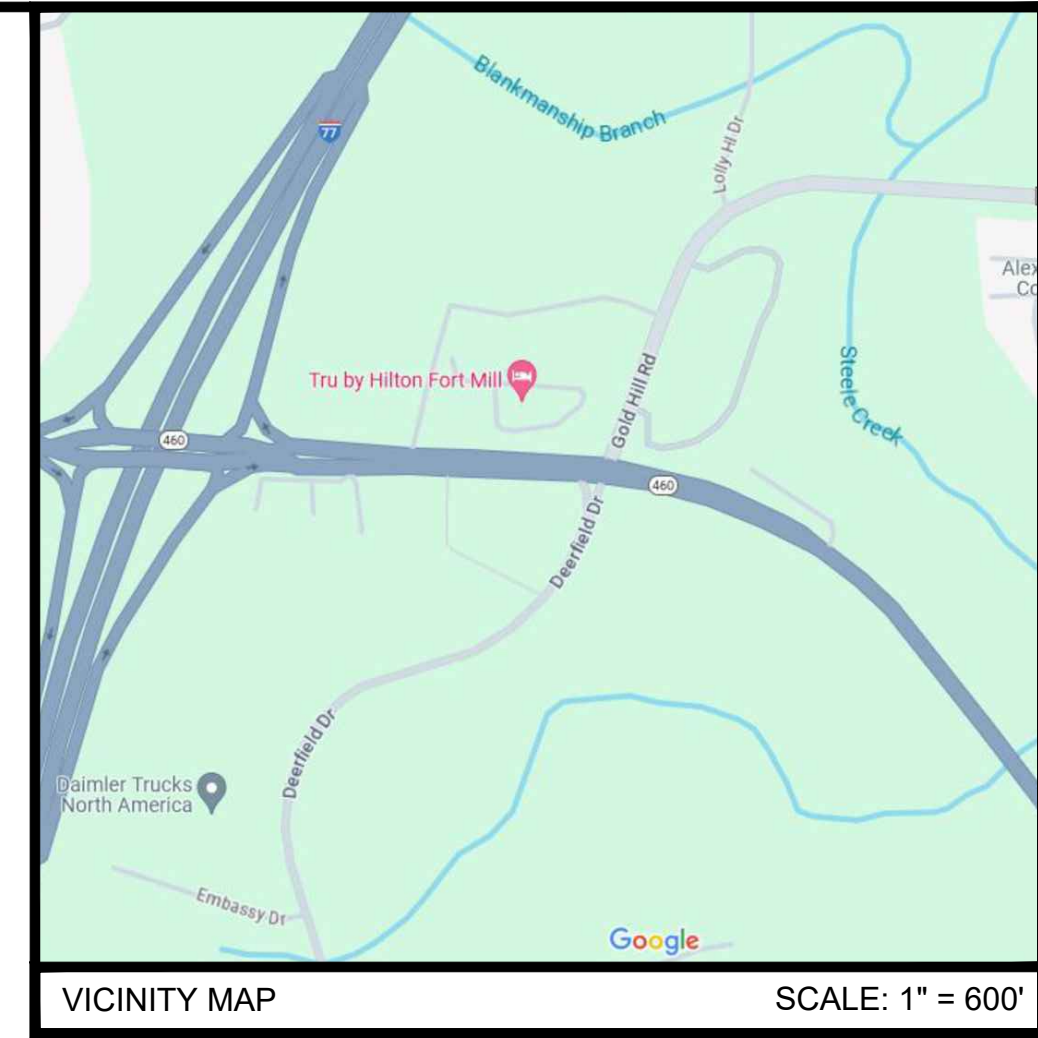 Blankmanship Branch
77
Lolly Hl Dr
Alex
Co
Tru by Hilton Fort Mill
Gold Hill Rd
Steele Creek
460
460
Deerfield Dr
Deerfield Dr
Daimler Trucks
North America
Embassy Dr
Google
VICINITY MAP
SCALE: 1" = 600'